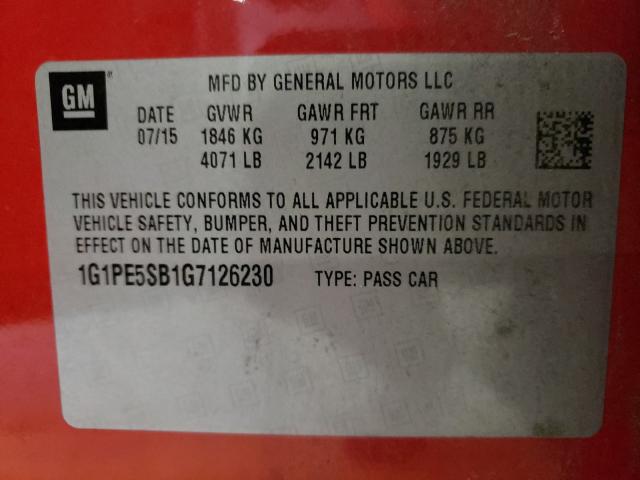 GM
MFD BY GENERAL MOTORS LLC
DATE GVWR GAWR FRT GAWR RR
07/15 1846 KG 971 KG 875 KG
4071 LB 2142 LB 1929 LB
THIS VEHICLE CONFORMS TO ALL APPLICABLE U.S. FEDERAL MOTOR
VEHICLE SAFETY, BUMPER, AND THEFT PREVENTION STANDARDS IN
EFFECT ON THE DATE OF MANUFACTURE SHOWN ABOVE.
1G1PE5SB1G7126230 TYPE: PASS CAR